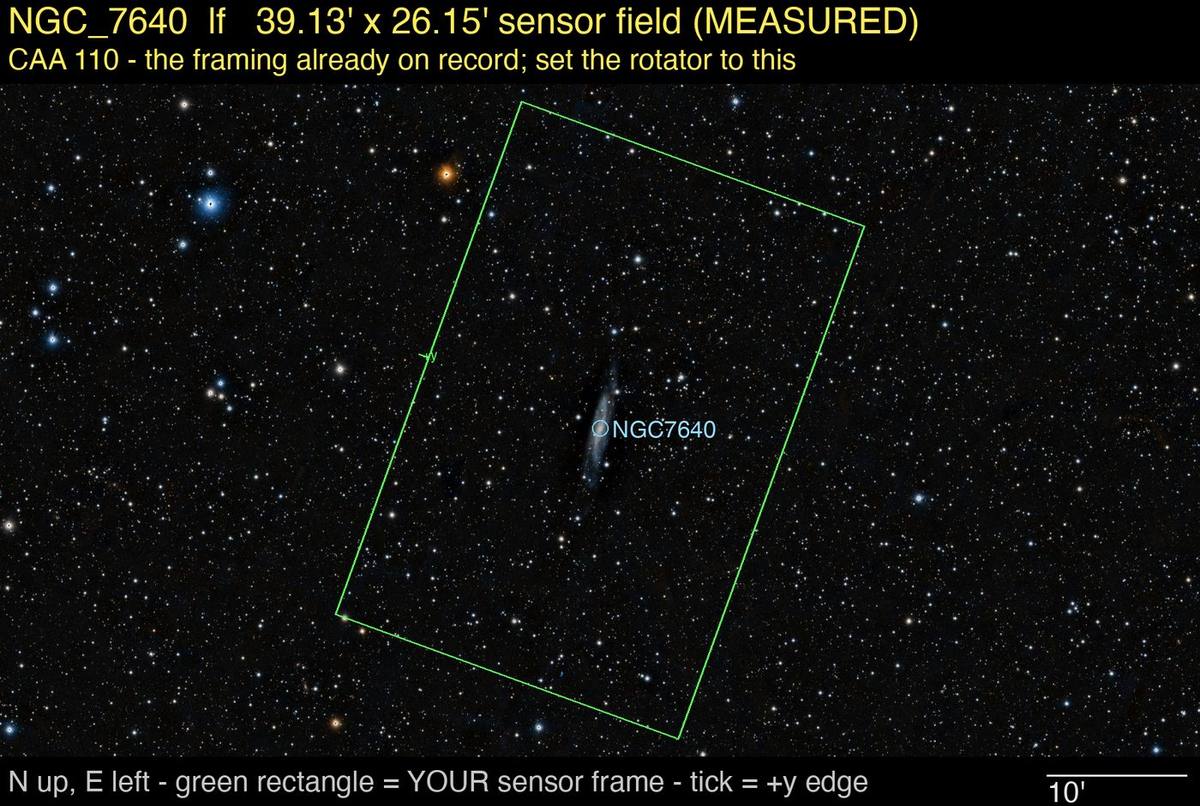 NGC_7640 lf 39.13' x 26.15' sensor field (MEASURED)
CAA 110 - the framing already on record; set the rotator to this
+y
NGC7640
N up, E left - green rectangle = YOUR sensor frame - tick = +y edge
10'